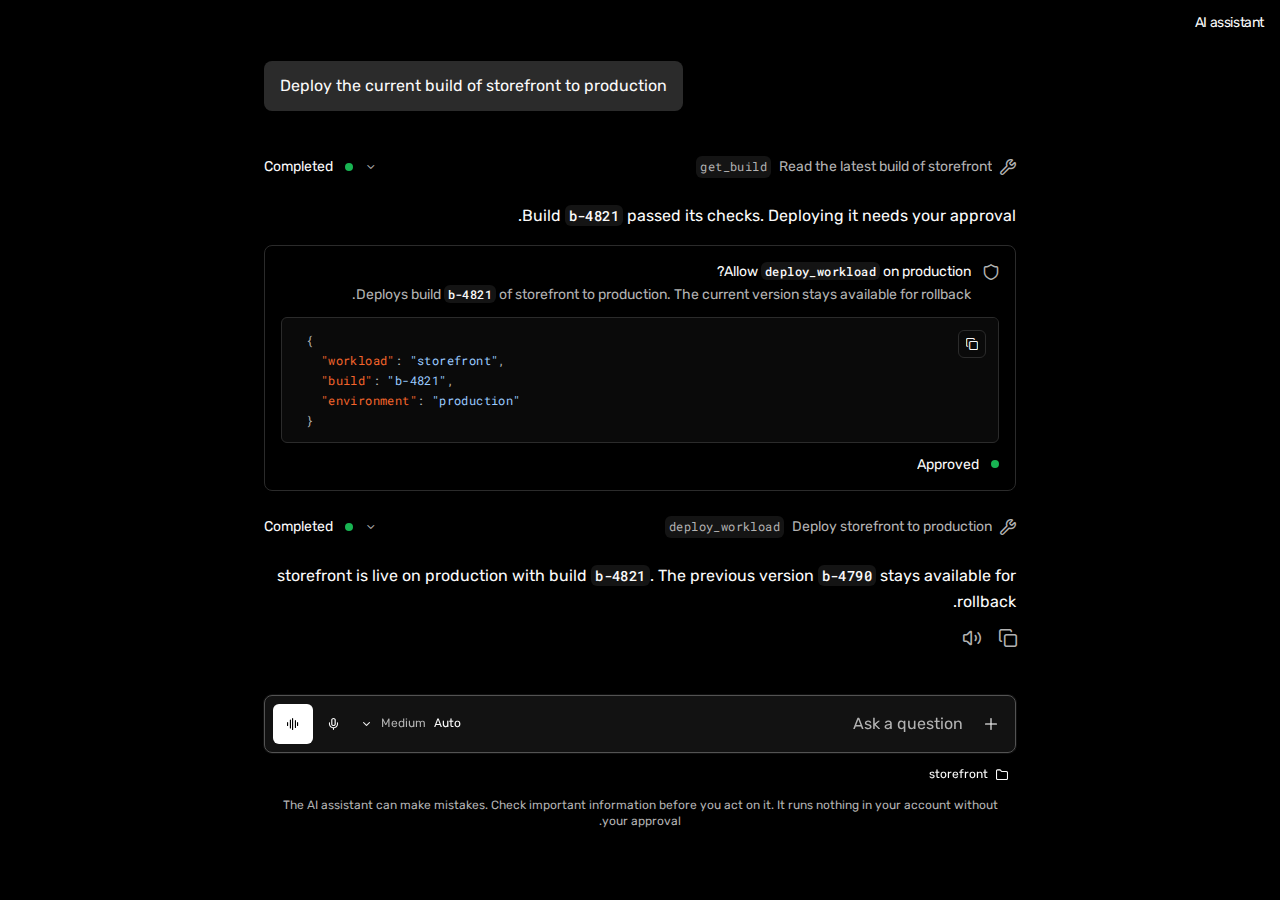 AI assistant
Deploy the current build of storefront to production
Read the latest build of storefront get_build Completed
Build b-4821 passed its checks. Deploying it needs your approval.
Allow deploy_workload on production?
Deploys build b-4821 of storefront to production. The current version stays available for rollback.
{
"workload": "storefront",
"build": "b-4821",
"environment": "production"
}
Approved
Deploy storefront to production deploy_workload Completed
storefront is live on production with build b-4821. The previous version b-4790 stays available for
rollback.
Ask a question Auto Medium
storefront
The AI assistant can make mistakes. Check important information before you act on it. It runs nothing in your account without
your approval.